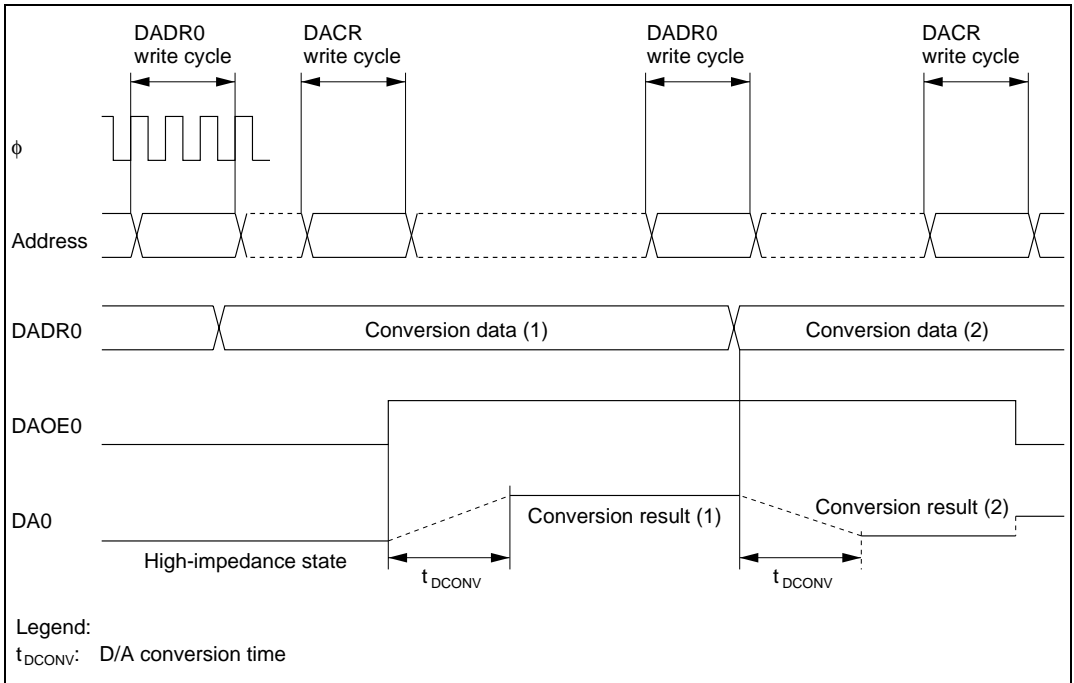 DADR0
write cycle
DACR
write cycle
DADR0
write cycle
DACR
write cycle
ϕ
Address
DADR0
Conversion data (1)
Conversion data (2)
DAOE0
DA0
Conversion result (1)
Conversion result (2)
High-impedance state
t DCONV
t DCONV
Legend:
tDCONV: D/A conversion time